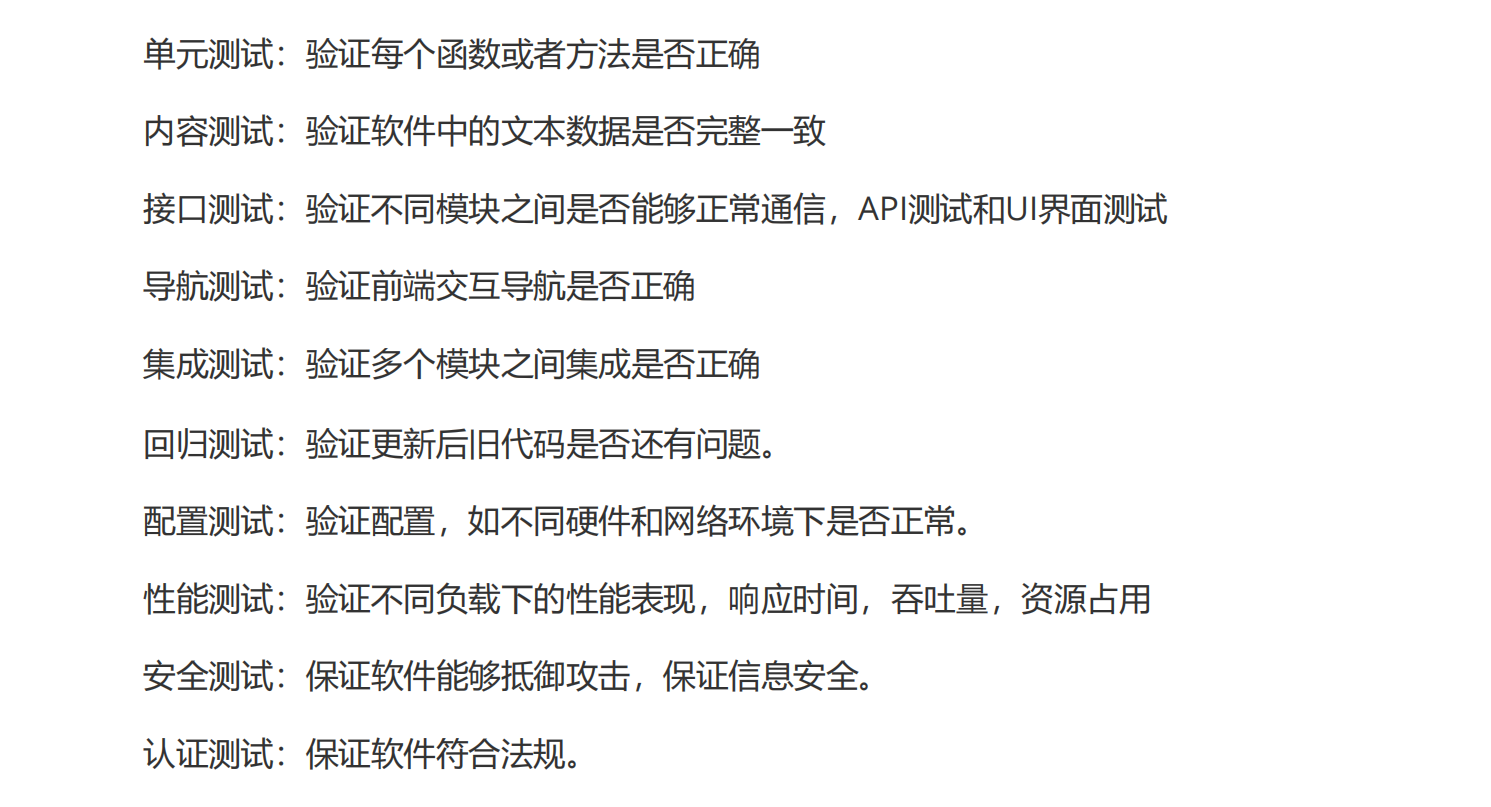 单元测试：验证每个函数或者方法是否正确
内容测试：验证软件中的文本数据是否完整一致
接口测试：验证不同模块之间是否能够正常通信，API测试和UI界面测试
导航测试：验证前端交互导航是否正确
集成测试：验证多个模块之间集成是否正确
回归测试：验证更新后旧代码是否还有问题。
配置测试：验证配置，如不同硬件和网络环境下是否正常。
性能测试：验证不同负载下的性能表现，响应时间，吞吐量，资源占用
安全测试：保证软件能够抵御攻击，保证信息安全。
认证测试：保证软件符合法规。